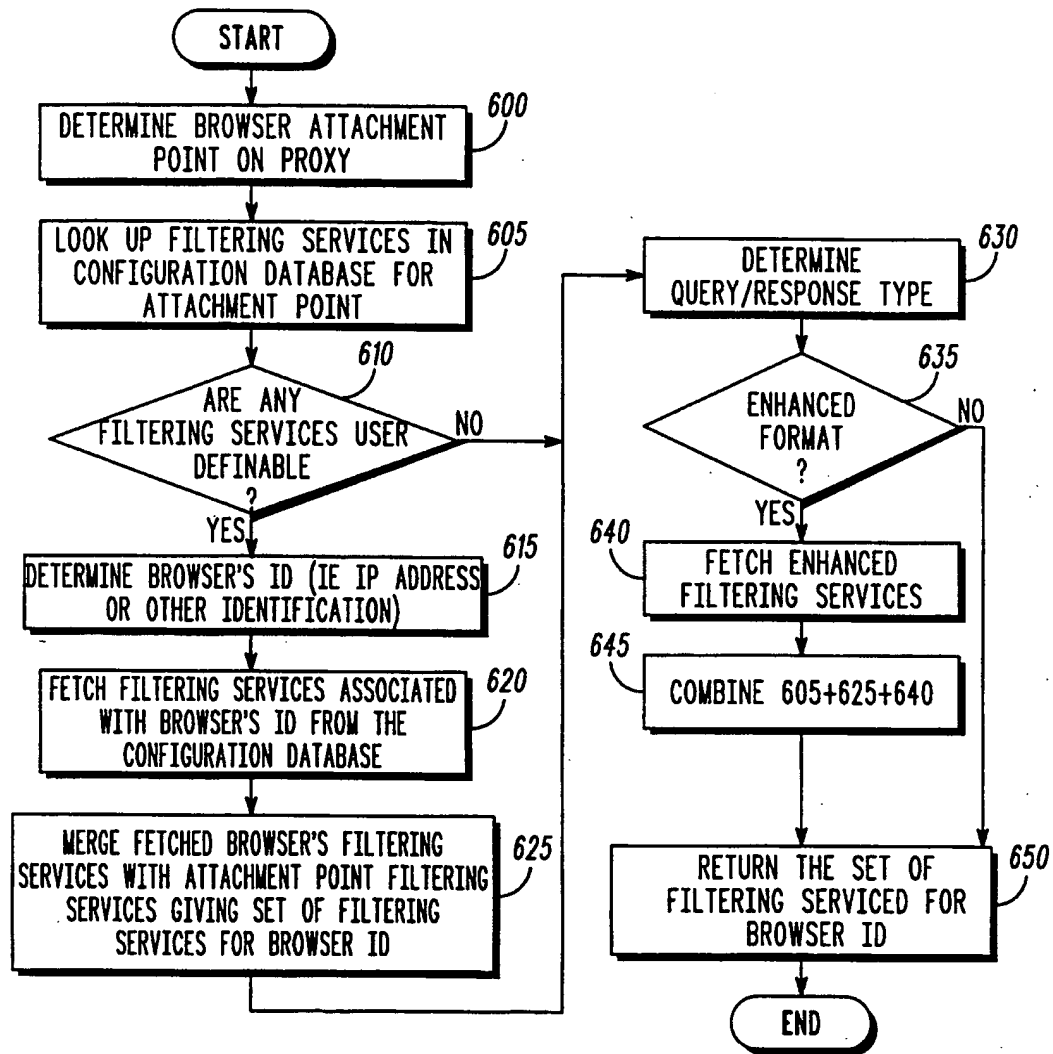 START
DETERMINE BROWSER ATTACHMENT
POINT ON PROXY
600
LOOK UP FILTERING SERVICES IN
CONFIGURATION DATABASE FOR
ATTACHMENT POINT
605
610
ARE ANY
FILTERING SERVICES USER
DEFINABLE
?
NO
YES
DETERMINE BROWSER'S ID (IE IP ADDRESS
OR OTHER IDENTIFICATION)
615
FETCH FILTERING SERVICES ASSOCIATED
WITH BROWSER'S ID FROM THE
CONFIGURATION DATABASE
620
MERGE FETCHED BROWSER'S FILTERING
SERVICES WITH ATTACHMENT POINT FILTERING
SERVICES GIVING SET OF FILTERING
SERVICES FOR BROWSER ID
625
DETERMINE
QUERY/RESPONSE TYPE
630
635
ENHANCED
FORMAT
?
NO
YES
640
FETCH ENHANCED
FILTERING SERVICES
645
COMBINE 605+625+640
RETURN THE SET OF
FILTERING SERVICED FOR
BROWSER ID
650
END